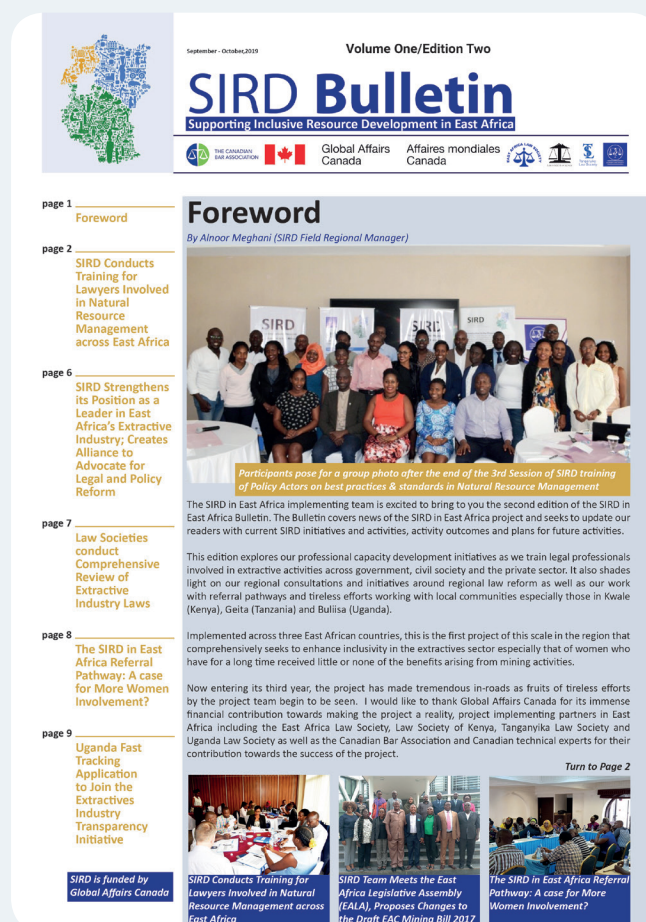 September - October,2019
Volume One/Edition Two
SIRD Bulletin
Supporting Inclusive Resource Development in East Africa
THE CANADIAN
BAR ASSOCIATION
Global Affairs
Canada
Affaires mondiales
Canada
EAST AFRICA LAW SOCIETY
page 1
Foreword
page 2
SIRD Conducts
Training for
Lawyers Involved
in Natural
Resource
Management
across East Africa
page 6
SIRD Strengthens
its Position as a
Leader in East
Africa's Extractive
Industry; Creates
Alliance to
Advocate for
Legal and Policy
Reform
page 7
Law Societies
conduct
Comprehensive
Review of
Extractive
Industry Laws
page 8
The SIRD in East
Africa Referral
Pathway: A case
for More Women
Involvement?
page 9
Uganda Fast
Tracking
Application
to Join the
Extractives
Industry
Transparency
Initiative
SIRD is funded by
Global Affairs Canada
Foreword
By Alnoor Meghani (SIRD Field Regional Manager)
SIRD
SIRD
SIRD
Participants pose for a group photo after the end of the 3rd Session of SIRD training
of Policy Actors on best practices & standards in Natural Resource Management
The SIRD in East Africa implementing team is excited to bring to you the second edition of the SIRD in
East Africa Bulletin. The Bulletin covers news of the SIRD in East Africa project and seeks to update our
readers with current SIRD initiatives and activities, activity outcomes and plans for future activities.
This edition explores our professional capacity development initiatives as we train legal professionals
involved in extractive activities across government, civil society and the private sector. It also shades
light on our regional consultations and initiatives around regional law reform as well as our work
with referral pathways and tireless efforts working with local communities especially those in Kwale
(Kenya), Geita (Tanzania) and Buliisa (Uganda).
Implemented across three East African countries, this is the first project of this scale in the region that
comprehensively seeks to enhance inclusivity in the extractives sector especially that of women who
have for a long time received little or none of the benefits arising from mining activities.
Now entering its third year, the project has made tremendous in-roads as fruits of tireless efforts
by the project team begin to be seen. I would like to thank Global Affairs Canada for its immense
financial contribution towards making the project a reality, project implementing partners in East
Africa including the East Africa Law Society, Law Society of Kenya, Tanganyika Law Society and
Uganda Law Society as well as the Canadian Bar Association and Canadian technical experts for their
contribution towards the success of the project.
Turn to Page 2
SIRD Conducts Training for
Lawyers Involved in Natural
Resource Management across
East Africa
SIRD Team Meets the East
Africa Legislative Assembly
(EALA), Proposes Changes to
the Draft EAC Mining Bill 2017
The SIRD in East Africa Referral
Pathway: A case for More
Women Involvement?